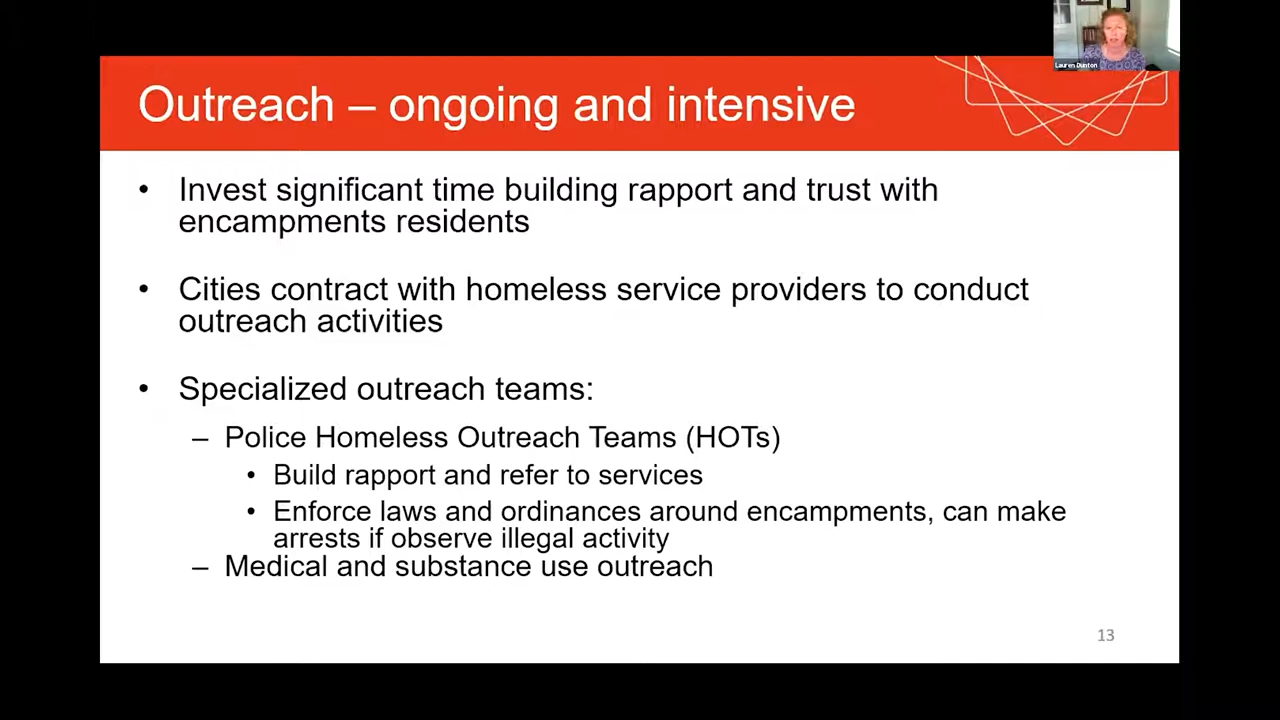 Lauren Dunton
Outreach – ongoing and intensive
• Invest significant time building rapport and trust with
encampments residents
• Cities contract with homeless service providers to conduct
outreach activities
• Specialized outreach teams:
– Police Homeless Outreach Teams (HOTs)
• Build rapport and refer to services
• Enforce laws and ordinances around encampments, can make
arrests if observe illegal activity
– Medical and substance use outreach
13